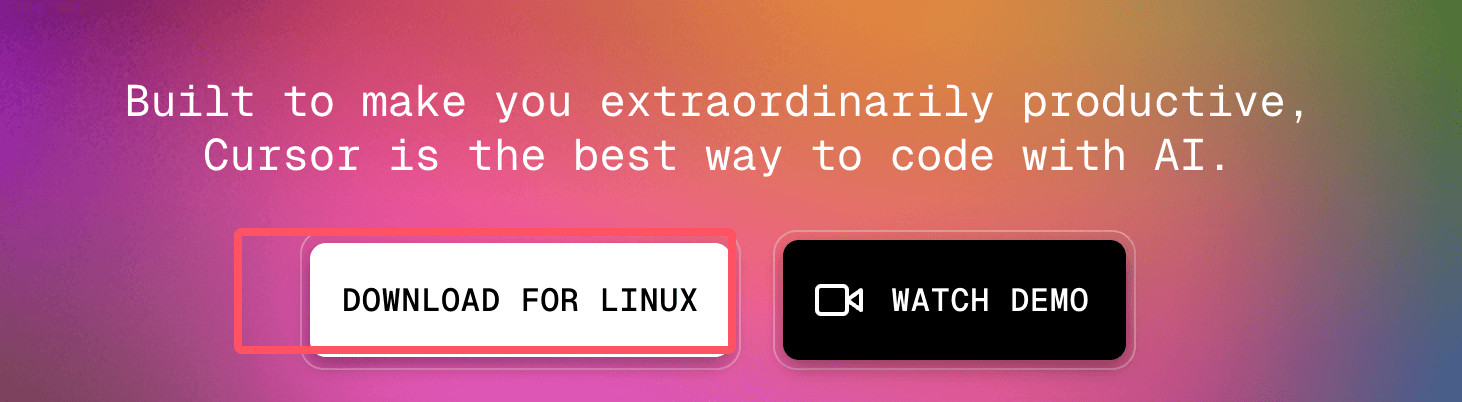 Built to make you extraordinarily productive,
Cursor is the best way to code with AI.
DOWNLOAD FOR LINUX
WATCH DEMO